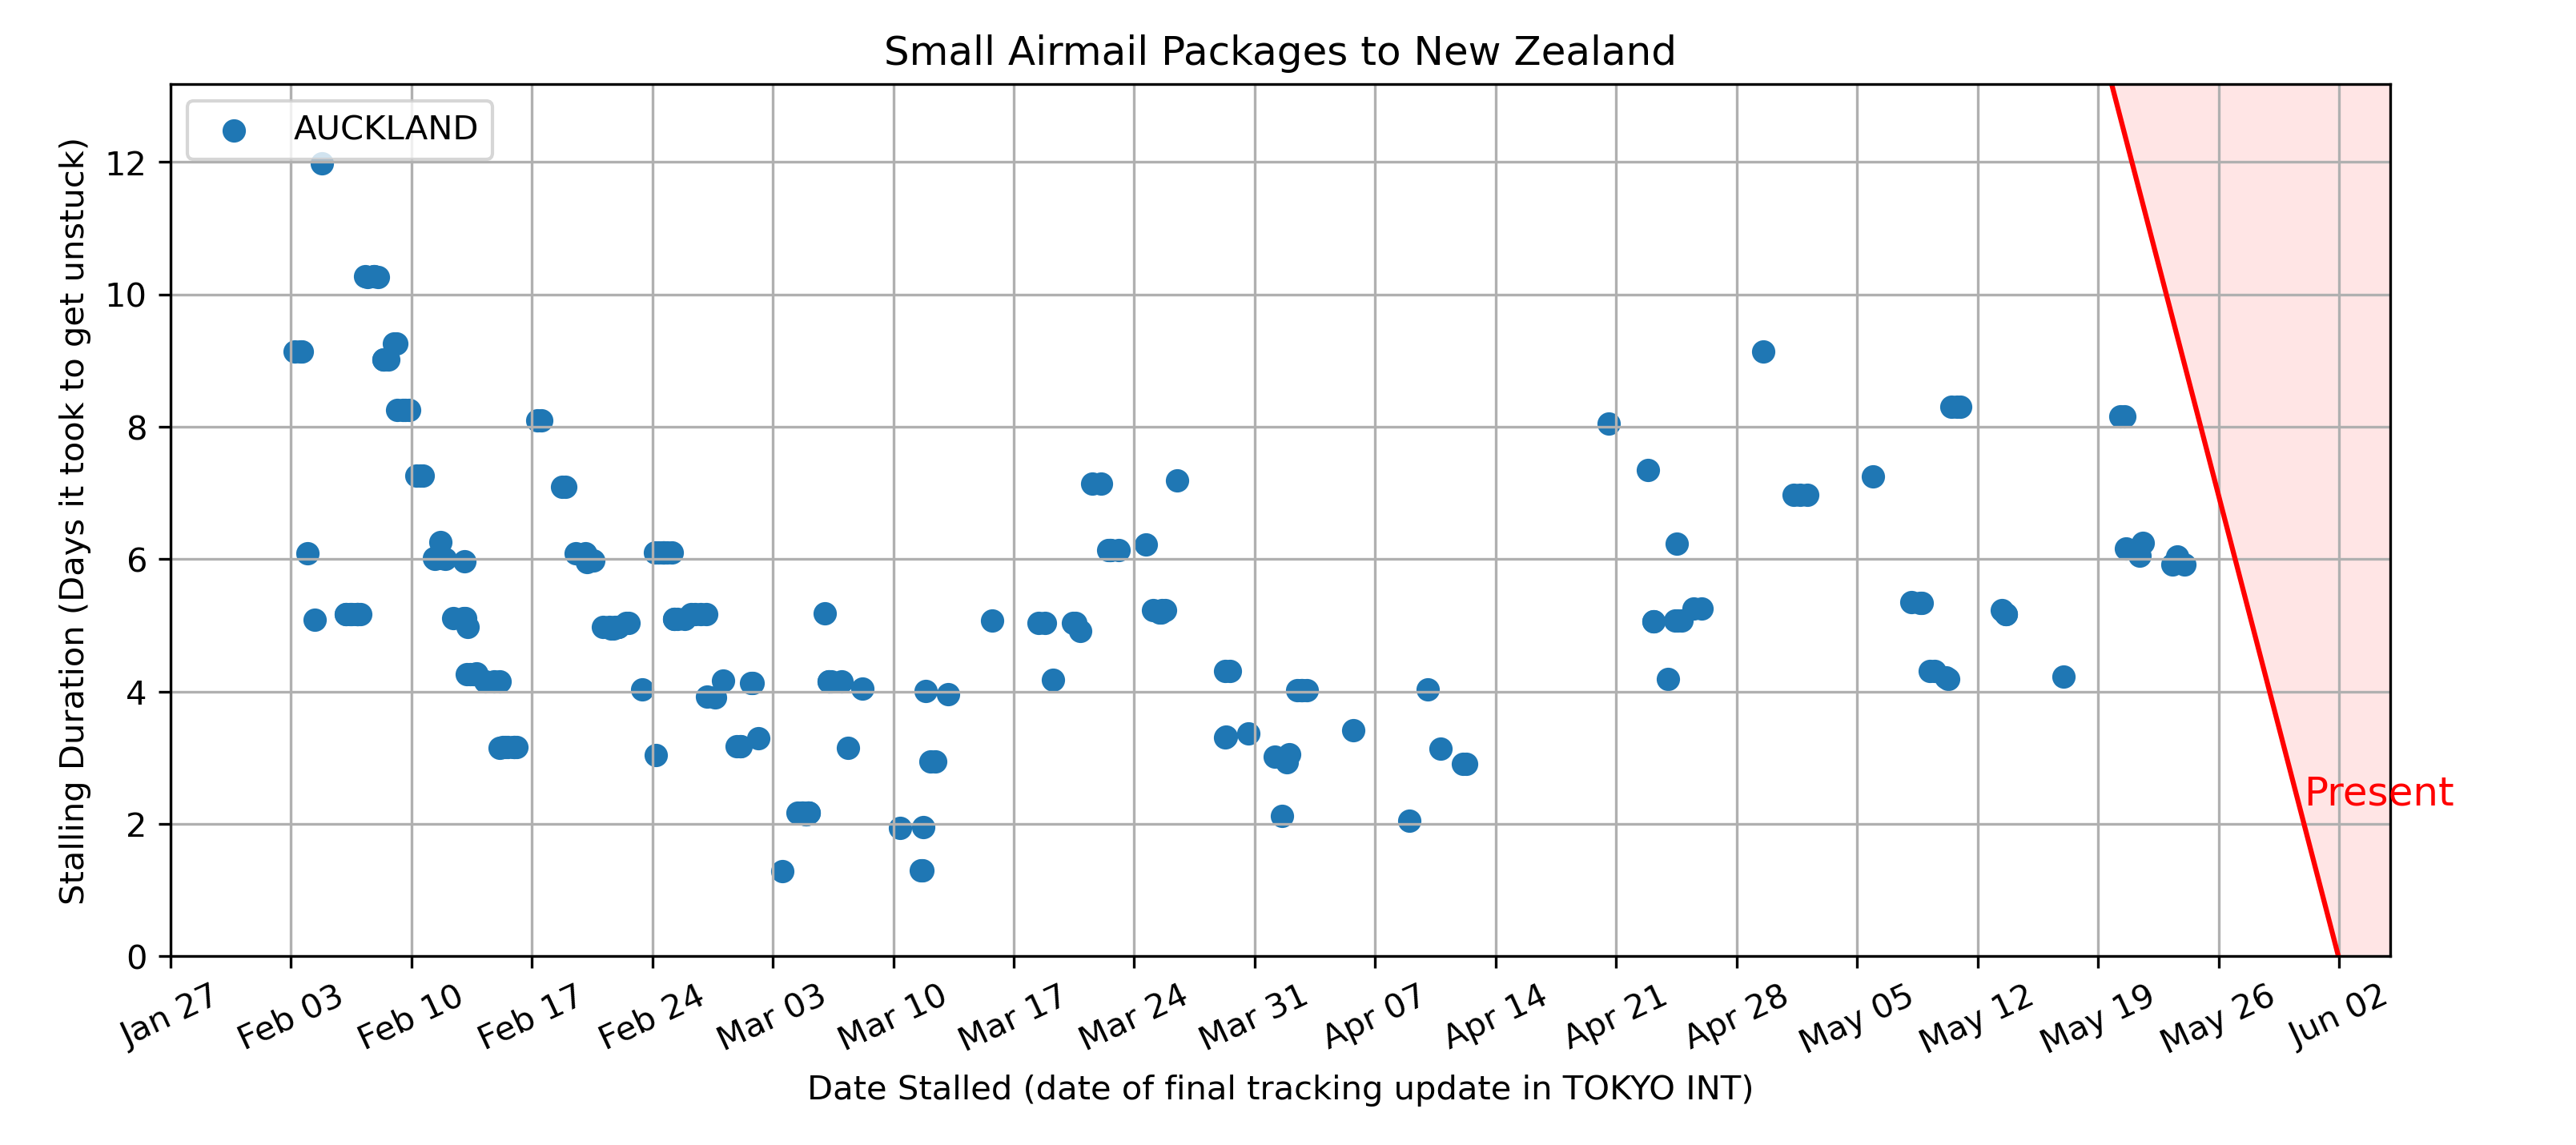 Small Airmail Packages to New Zealand
AUCKLAND
Stalling Duration (Days it took to get unstuck)
12
10
8
6
4
2
0
Present
Jan 27
Feb 03
Feb 10
Feb 17
Feb 24
Mar 03
Mar 10
Mar 17
Mar 24
Mar 31
Apr 07
Apr 14
Apr 21
Apr 28
May 05
May 12
May 19
May 26
Jun 02
Date Stalled (date of final tracking update in TOKYO INT)